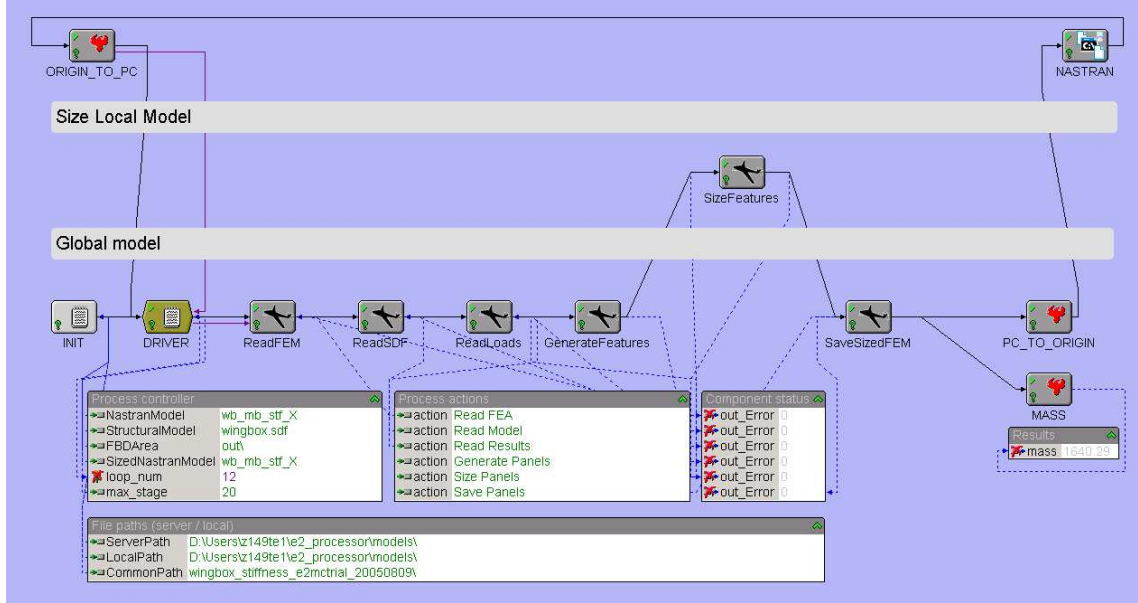 ORIGIN_TO_PC
NASTRAN
Size Local Model
SizeFeatures
Global model
INIT
DRIVER
ReadFEM
ReadSDF
ReadLoads
GenerateFeatures
SaveSizedFEM
PC_TO_ORIGIN
MASS
Process controller
NastranModel wb_mb_stf_X
StructuralModel wingbox.sdf
FBDArea out\
SizedNastranModel wb_mb_stf_X
loop_num 12
max_stage 20
Process actions
action Read FEA
action Read Model
action Read Results
action Generate Panels
action Size Panels
action Save Panels
Component status
out_Error 0
out_Error 0
out_Error 0
out_Error 0
out_Error 0
out_Error 0
Results
mass 1640.29
File paths (server / local)
ServerPath D:\Users\z149te1\e2_processor\models\
LocalPath D:\Users\z149te1\e2_processor\models\
CommonPath wingbox_stiffness_e2mctrial_20050809\